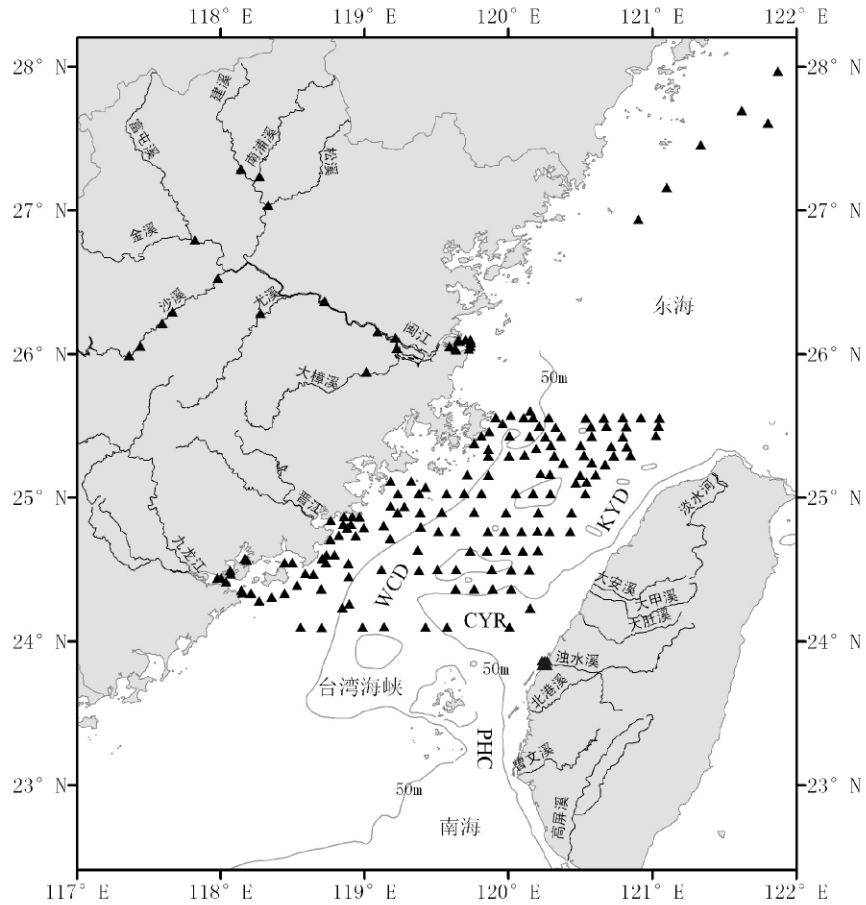 118° E 119° E 120° E 121° E 122° E
28° N 28° N
建溪
富屯溪
南浦溪
松溪
27° N 27° N
金溪
沙溪
尤溪
东海
闽江
26° N 26° N
大樟溪
50m
25° N 25° N
晋江
KYD
淡水河
九龙江
WCD
大安溪
大甲溪
CYR
大肚溪
24° N 24° N
浊水溪
50m
台湾海峡
北港溪
PHC
曾文溪
23° N 23° N
50m
南海
高屏溪
117° E 118° E 119° E 120° E 121° E 122° E